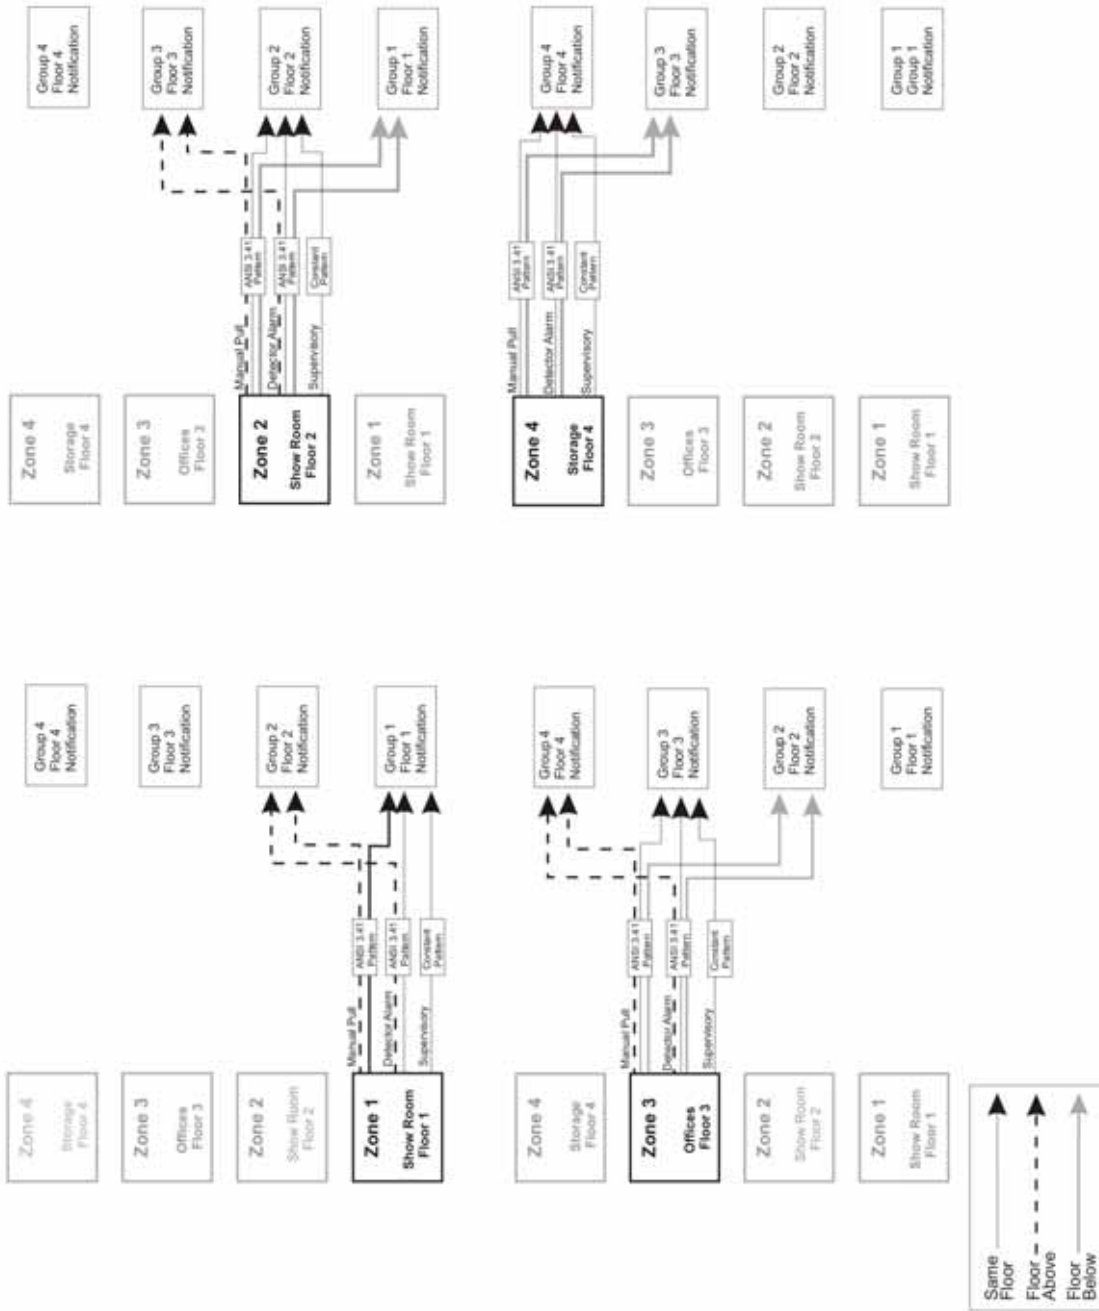 Zone 4
Storage
Floor 4
Zone 3
Offices
Floor 3
Zone 2
Show Room
Floor 2
Zone 1
Show Room
Floor 1
Manual Pull
Detector Alarm
Supervisory
ANSI 3.41
Pattern
ANSI 3.41
Pattern
Constant
Pattern
Group 4
Floor 4
Notification
Group 3
Floor 3
Notification
Group 2
Floor 2
Notification
Group 1
Floor 1
Notification
Zone 4
Storage
Floor 4
Zone 3
Offices
Floor 3
Zone 2
Show Room
Floor 2
Zone 1
Show Room
Floor 1
Manual Pull
Detector Alarm
Supervisory
ANSI 3.41
Pattern
ANSI 3.41
Pattern
Constant
Pattern
Group 4
Floor 4
Notification
Group 3
Floor 3
Notification
Group 2
Floor 2
Notification
Group 1
Floor 1
Notification
Zone 4
Storage
Floor 4
Zone 3
Offices
Floor 3
Zone 2
Show Room
Floor 2
Zone 1
Show Room
Floor 1
Manual Pull
Detector Alarm
Supervisory
ANSI 3.41
Pattern
ANSI 3.41
Pattern
Constant
Pattern
Group 4
Floor 4
Notification
Group 3
Floor 3
Notification
Group 2
Floor 2
Notification
Group 1
Floor 1
Notification
Zone 4
Storage
Floor 4
Zone 3
Offices
Floor 3
Zone 2
Show Room
Floor 2
Zone 1
Show Room
Floor 1
Manual Pull
Detector Alarm
Supervisory
ANSI 3.41
Pattern
ANSI 3.41
Pattern
Constant
Pattern
Group 4
Floor 4
Notification
Group 3
Floor 3
Notification
Group 2
Floor 2
Notification
Group 1
Group 1
Notification
Same
Floor
Floor
Above
Floor
Below